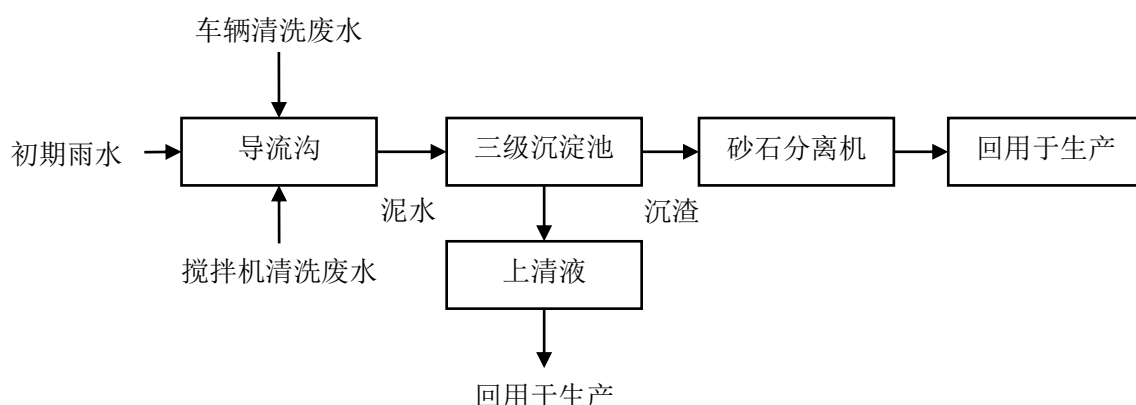 车辆清洗废水
初期雨水
导流沟
三级沉淀池
砂石分离机
回用于生产
泥水
沉渣
搅拌机清洗废水
上清液
回用于生产